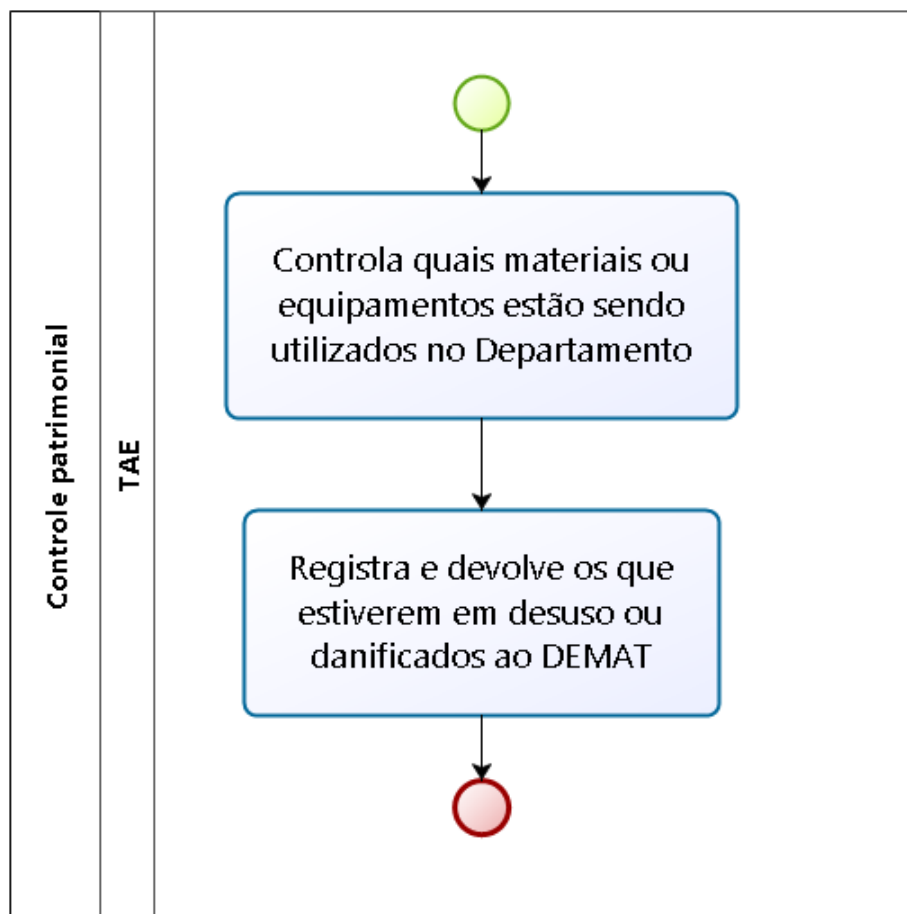 Controle patrimonial
TAE
Controla quais materiais ou
equipamentos estão sendo
utilizados no Departamento
Registra e devolve os que
estiverem em desuso ou
danificados ao DEMAT